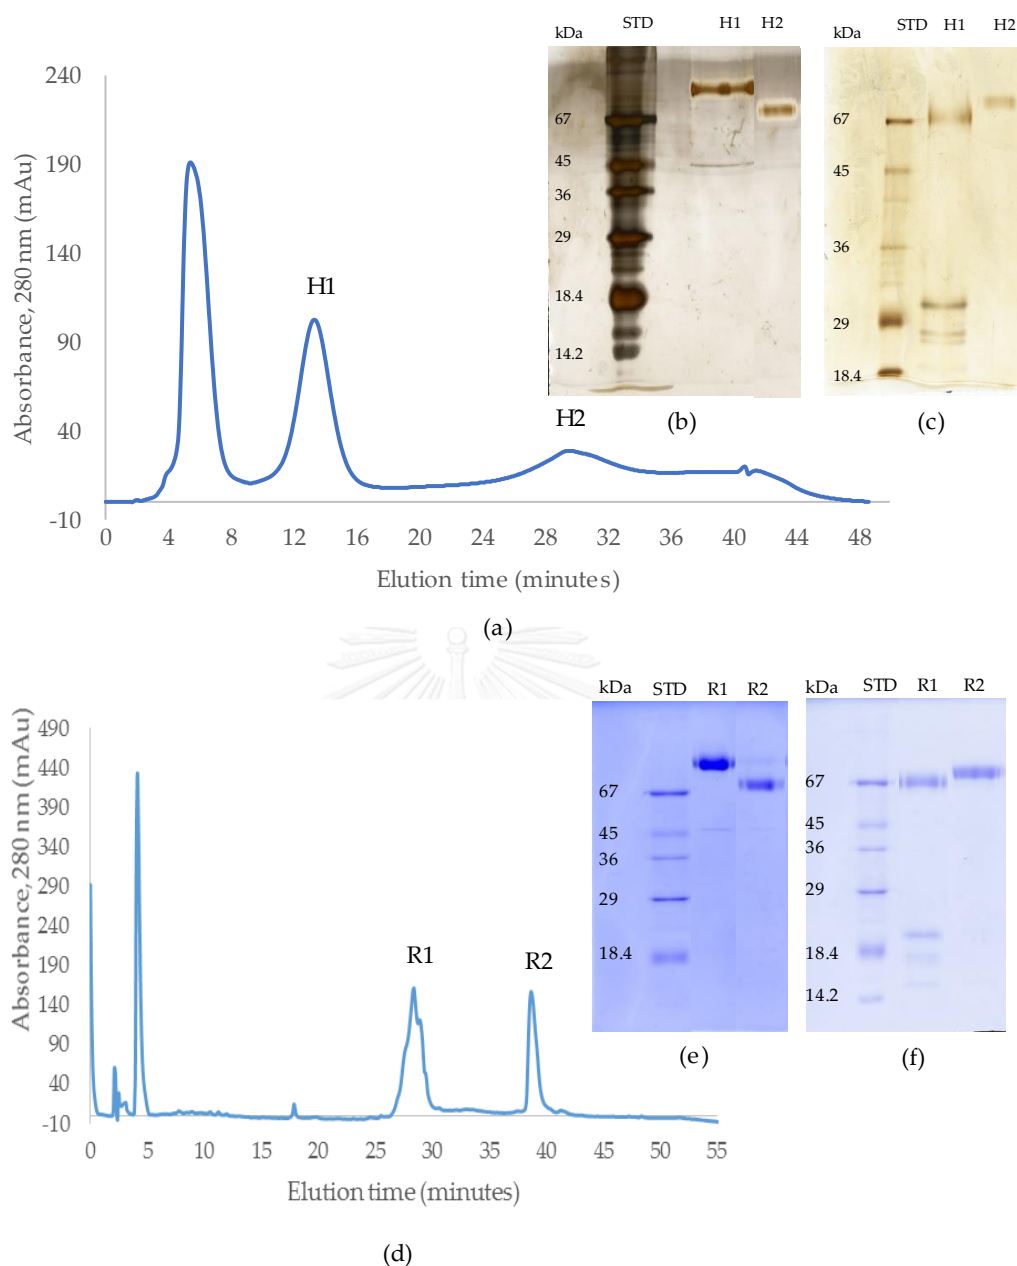 STD H1 H2
kDa
67
45
36
29
18.4
14.2
(b)
STD H1 H2
kDa
67
45
36
29
18.4
(c)
240
190
140
90
40
-10
Absorbance, 280 nm (mAu)
H1
H2
0 4 8 12 16 20 24 28 32 36 40 44 48
Elution time (minutes)
(a)
kDa STD R1 R2
67
45
36
29
18.4
(e)
kDa STD R1 R2
67
45
36
29
18.4
14.2
(f)
490
440
390
340
290
240
190
140
90
40
-10
Absorbance, 280 nm (mAu)
R1
R2
0 5 10 15 20 25 30 35 40 45 50 55
Elution time (minutes)
(d)